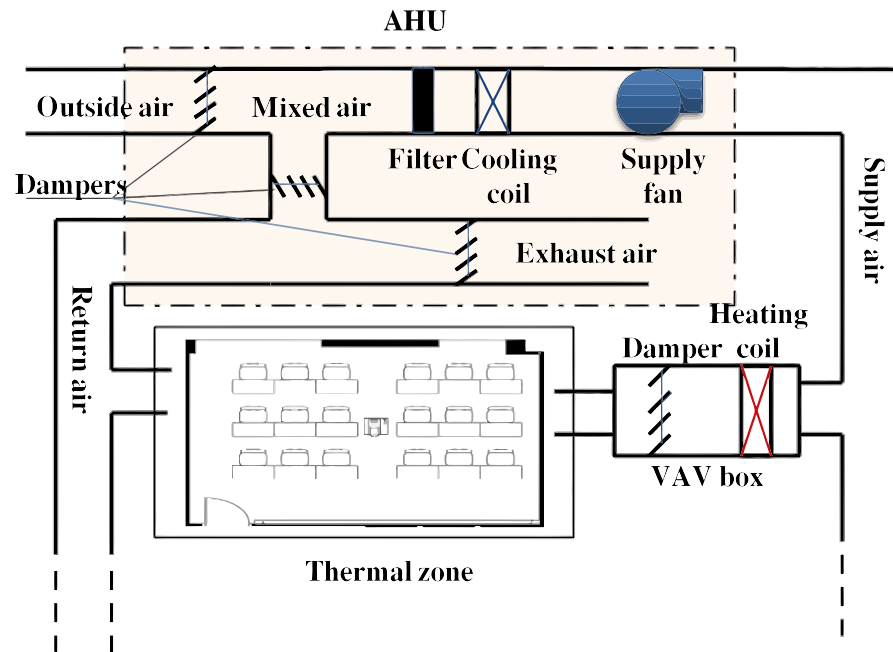 AHU
Outside air
Mixed air
Filter
Cooling
coil
Supply
fan
Dampers
Exhaust air
Supply air
Return air
Heating
coil
Damper
VAV box
Thermal zone